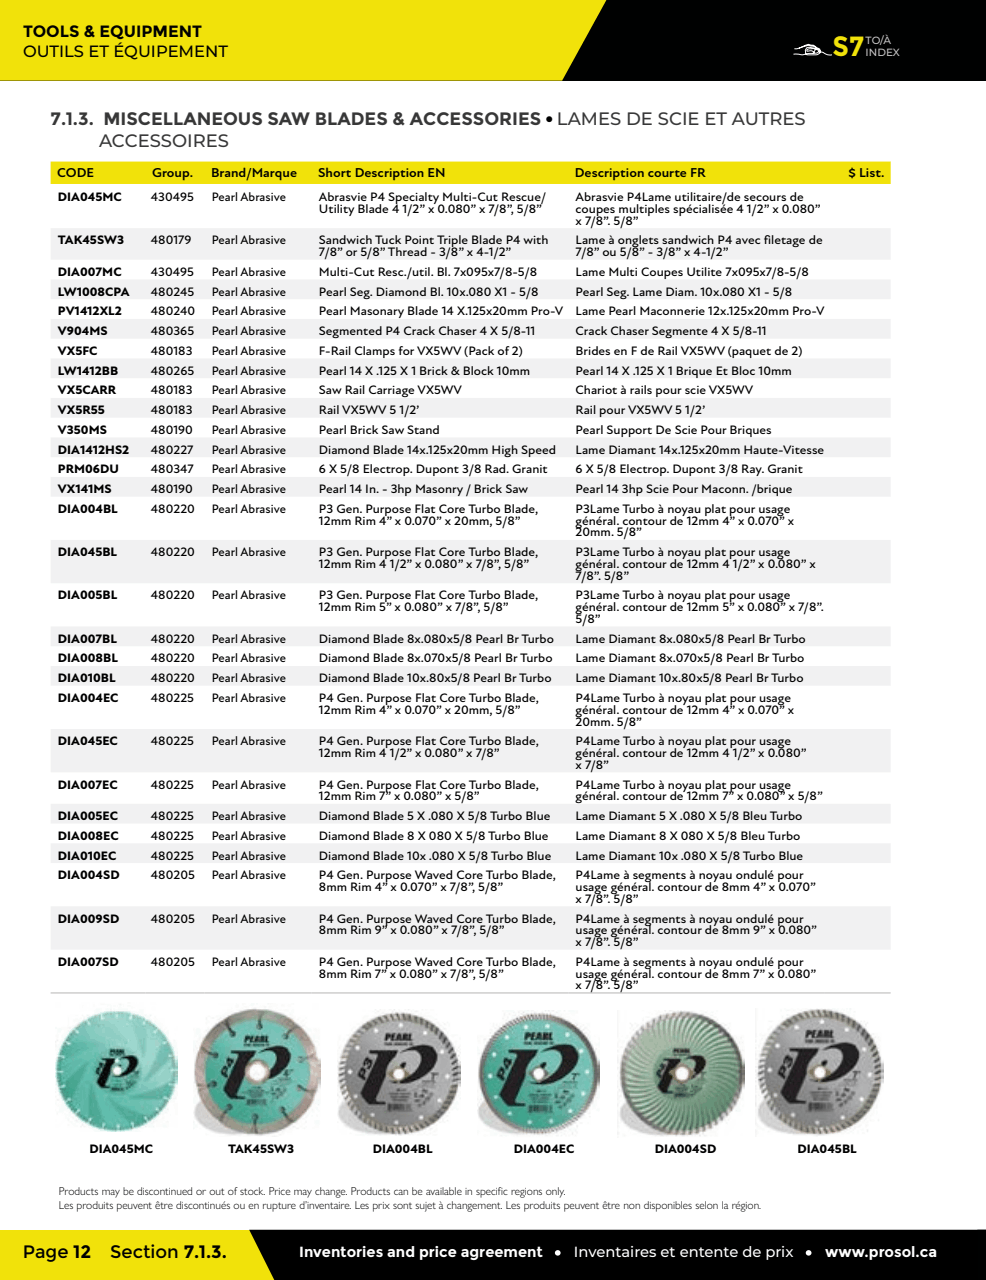 TOOLS & EQUIPMENT
OUTILS ET ÉQUIPEMENT
S7 TO/À INDEX
7.1.3. MISCELLANEOUS SAW BLADES & ACCESSORIES • LAMES DE SCIE ET AUTRES
ACCESSOIRES
CODE Group. Brand/Marque Short Description EN Description courte FR $ List.
DIA045MC 430495 Pearl Abrasive Abrasvie P4 Specialty Multi-Cut Rescue/ Abrasvie P4Lame utilitaire/de secours de
Utility Blade 4 1/2” x 0.080” x 7/8”, 5/8” coupes multiples spécialisée 4 1/2” x 0.080”
x 7/8”. 5/8”
TAK45SW3 480179 Pearl Abrasive Sandwich Tuck Point Triple Blade P4 with Lame à onglets sandwich P4 avec filetage de
7/8” or 5/8” Thread - 3/8” x 4-1/2” 7/8” ou 5/8” - 3/8” x 4-1/2”
DIA007MC 430495 Pearl Abrasive Multi-Cut Resc./util. Bl. 7x095x7/8-5/8 Lame Multi Coupes Utilite 7x095x7/8-5/8
LW1008CPA 480245 Pearl Abrasive Pearl Seg. Diamond Bl. 10x.080 X1 - 5/8 Pearl Seg. Lame Diam. 10x.080 X1 - 5/8
PV1412XL2 480240 Pearl Abrasive Pearl Masonary Blade 14 X.125x20mm Pro-V Lame Pearl Maconnerie 12x.125x20mm Pro-V
V904MS 480365 Pearl Abrasive Segmented P4 Crack Chaser 4 X 5/8-11 Crack Chaser Segmente 4 X 5/8-11
VX5FC 480183 Pearl Abrasive F-Rail Clamps for VX5WV (Pack of 2) Brides en F de Rail VX5WV (paquet de 2)
LW1412BB 480265 Pearl Abrasive Pearl 14 X .125 X 1 Brick & Block 10mm Pearl 14 X .125 X 1 Brique Et Bloc 10mm
VX5CARR 480183 Pearl Abrasive Saw Rail Carriage VX5WV Chariot à rails pour scie VX5WV
VX5R55 480183 Pearl Abrasive Rail VX5WV 5 1/2’ Rail pour VX5WV 5 1/2’
V350MS 480190 Pearl Abrasive Pearl Brick Saw Stand Pearl Support De Scie Pour Briques
DIA1412HS2 480227 Pearl Abrasive Diamond Blade 14x.125x20mm High Speed Lame Diamant 14x.125x20mm Haute-Vitesse
PRM06DU 480347 Pearl Abrasive 6 X 5/8 Electrop. Dupont 3/8 Rad. Granit 6 X 5/8 Electrop. Dupont 3/8 Ray. Granit
VX141MS 480190 Pearl Abrasive Pearl 14 In. - 3hp Masonry / Brick Saw Pearl 14 3hp Scie Pour Maconn. /brique
DIA004BL 480220 Pearl Abrasive P3 Gen. Purpose Flat Core Turbo Blade, P3Lame Turbo à noyau plat pour usage
12mm Rim 4” x 0.070” x 20mm, 5/8” général. contour de 12mm 4” x 0.070” x
20mm. 5/8”
DIA045BL 480220 Pearl Abrasive P3 Gen. Purpose Flat Core Turbo Blade, P3Lame Turbo à noyau plat pour usage
12mm Rim 4 1/2” x 0.080” x 7/8”, 5/8” général. contour de 12mm 4 1/2” x 0.080” x
7/8”. 5/8”
DIA005BL 480220 Pearl Abrasive P3 Gen. Purpose Flat Core Turbo Blade, P3Lame Turbo à noyau plat pour usage
12mm Rim 5” x 0.080” x 7/8”, 5/8” général. contour de 12mm 5” x 0.080” x 7/8”.
5/8”
DIA007BL 480220 Pearl Abrasive Diamond Blade 8x.080x5/8 Pearl Br Turbo Lame Diamant 8x.080x5/8 Pearl Br Turbo
DIA008BL 480220 Pearl Abrasive Diamond Blade 8x.070x5/8 Pearl Br Turbo Lame Diamant 8x.070x5/8 Pearl Br Turbo
DIA010BL 480220 Pearl Abrasive Diamond Blade 10x.80x5/8 Pearl Br Turbo Lame Diamant 10x.80x5/8 Pearl Br Turbo
DIA004EC 480225 Pearl Abrasive P4 Gen. Purpose Flat Core Turbo Blade, P4Lame Turbo à noyau plat pour usage
12mm Rim 4” x 0.070” x 20mm, 5/8” général. contour de 12mm 4” x 0.070” x
20mm. 5/8”
DIA045EC 480225 Pearl Abrasive P4 Gen. Purpose Flat Core Turbo Blade, P4Lame Turbo à noyau plat pour usage
12mm Rim 4 1/2” x 0.080” x 7/8” général. contour de 12mm 4 1/2” x 0.080”
x 7/8”
DIA007EC 480225 Pearl Abrasive P4 Gen. Purpose Flat Core Turbo Blade, P4Lame Turbo à noyau plat pour usage
12mm Rim 7” x 0.080” x 5/8” général. contour de 12mm 7” x 0.080” x 5/8”
DIA005EC 480225 Pearl Abrasive Diamond Blade 5 X .080 X 5/8 Turbo Blue Lame Diamant 5 X .080 X 5/8 Bleu Turbo
DIA008EC 480225 Pearl Abrasive Diamond Blade 8 X 080 X 5/8 Turbo Blue Lame Diamant 8 X 080 X 5/8 Bleu Turbo
DIA010EC 480225 Pearl Abrasive Diamond Blade 10x .080 X 5/8 Turbo Blue Lame Diamant 10x .080 X 5/8 Turbo Blue
DIA004SD 480205 Pearl Abrasive P4 Gen. Purpose Waved Core Turbo Blade, P4Lame à segments à noyau ondulé pour
8mm Rim 4” x 0.070” x 7/8”, 5/8” usage général. contour de 8mm 4” x 0.070”
x 7/8”. 5/8”
DIA009SD 480205 Pearl Abrasive P4 Gen. Purpose Waved Core Turbo Blade, P4Lame à segments à noyau ondulé pour
8mm Rim 9” x 0.080” x 7/8”, 5/8” usage général. contour de 8mm 9” x 0.080”
x 7/8”. 5/8”
DIA007SD 480205 Pearl Abrasive P4 Gen. Purpose Waved Core Turbo Blade, P4Lame à segments à noyau ondulé pour
8mm Rim 7” x 0.080” x 7/8”, 5/8” usage général. contour de 8mm 7” x 0.080”
x 7/8”. 5/8”
PEARL P4
PEARL P4 4"
PEARL P3
PEARL P4
PEARL P3
DIA045MC TAK45SW3 DIA004BL DIA004EC DIA004SD DIA045BL
Products may be discontinued or out of stock. Price may change. Products can be available in specific regions only.
Les produits peuvent être discontinués ou en rupture d’inventaire. Les prix sont sujet à changement. Les produits peuvent être non disponibles selon la région.
Page 12 Section 7.1.3.
Inventories and price agreement • Inventaires et entente de prix • www.prosol.ca